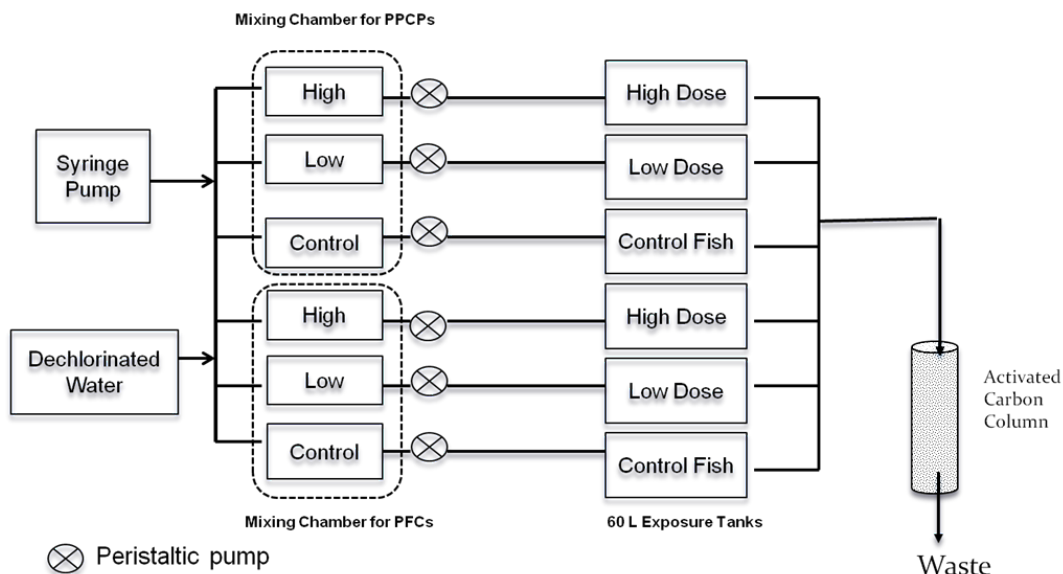 Mixing Chamber for PPCPs
High
High Dose
Syringe
Pump
Low
Low Dose
Control
Control Fish
High
High Dose
Dechlorinated
Water
Low
Low Dose
Activated
Carbon
Column
Control
Control Fish
Mixing Chamber for PFCs
60 L Exposure Tanks
Peristaltic pump
Waste